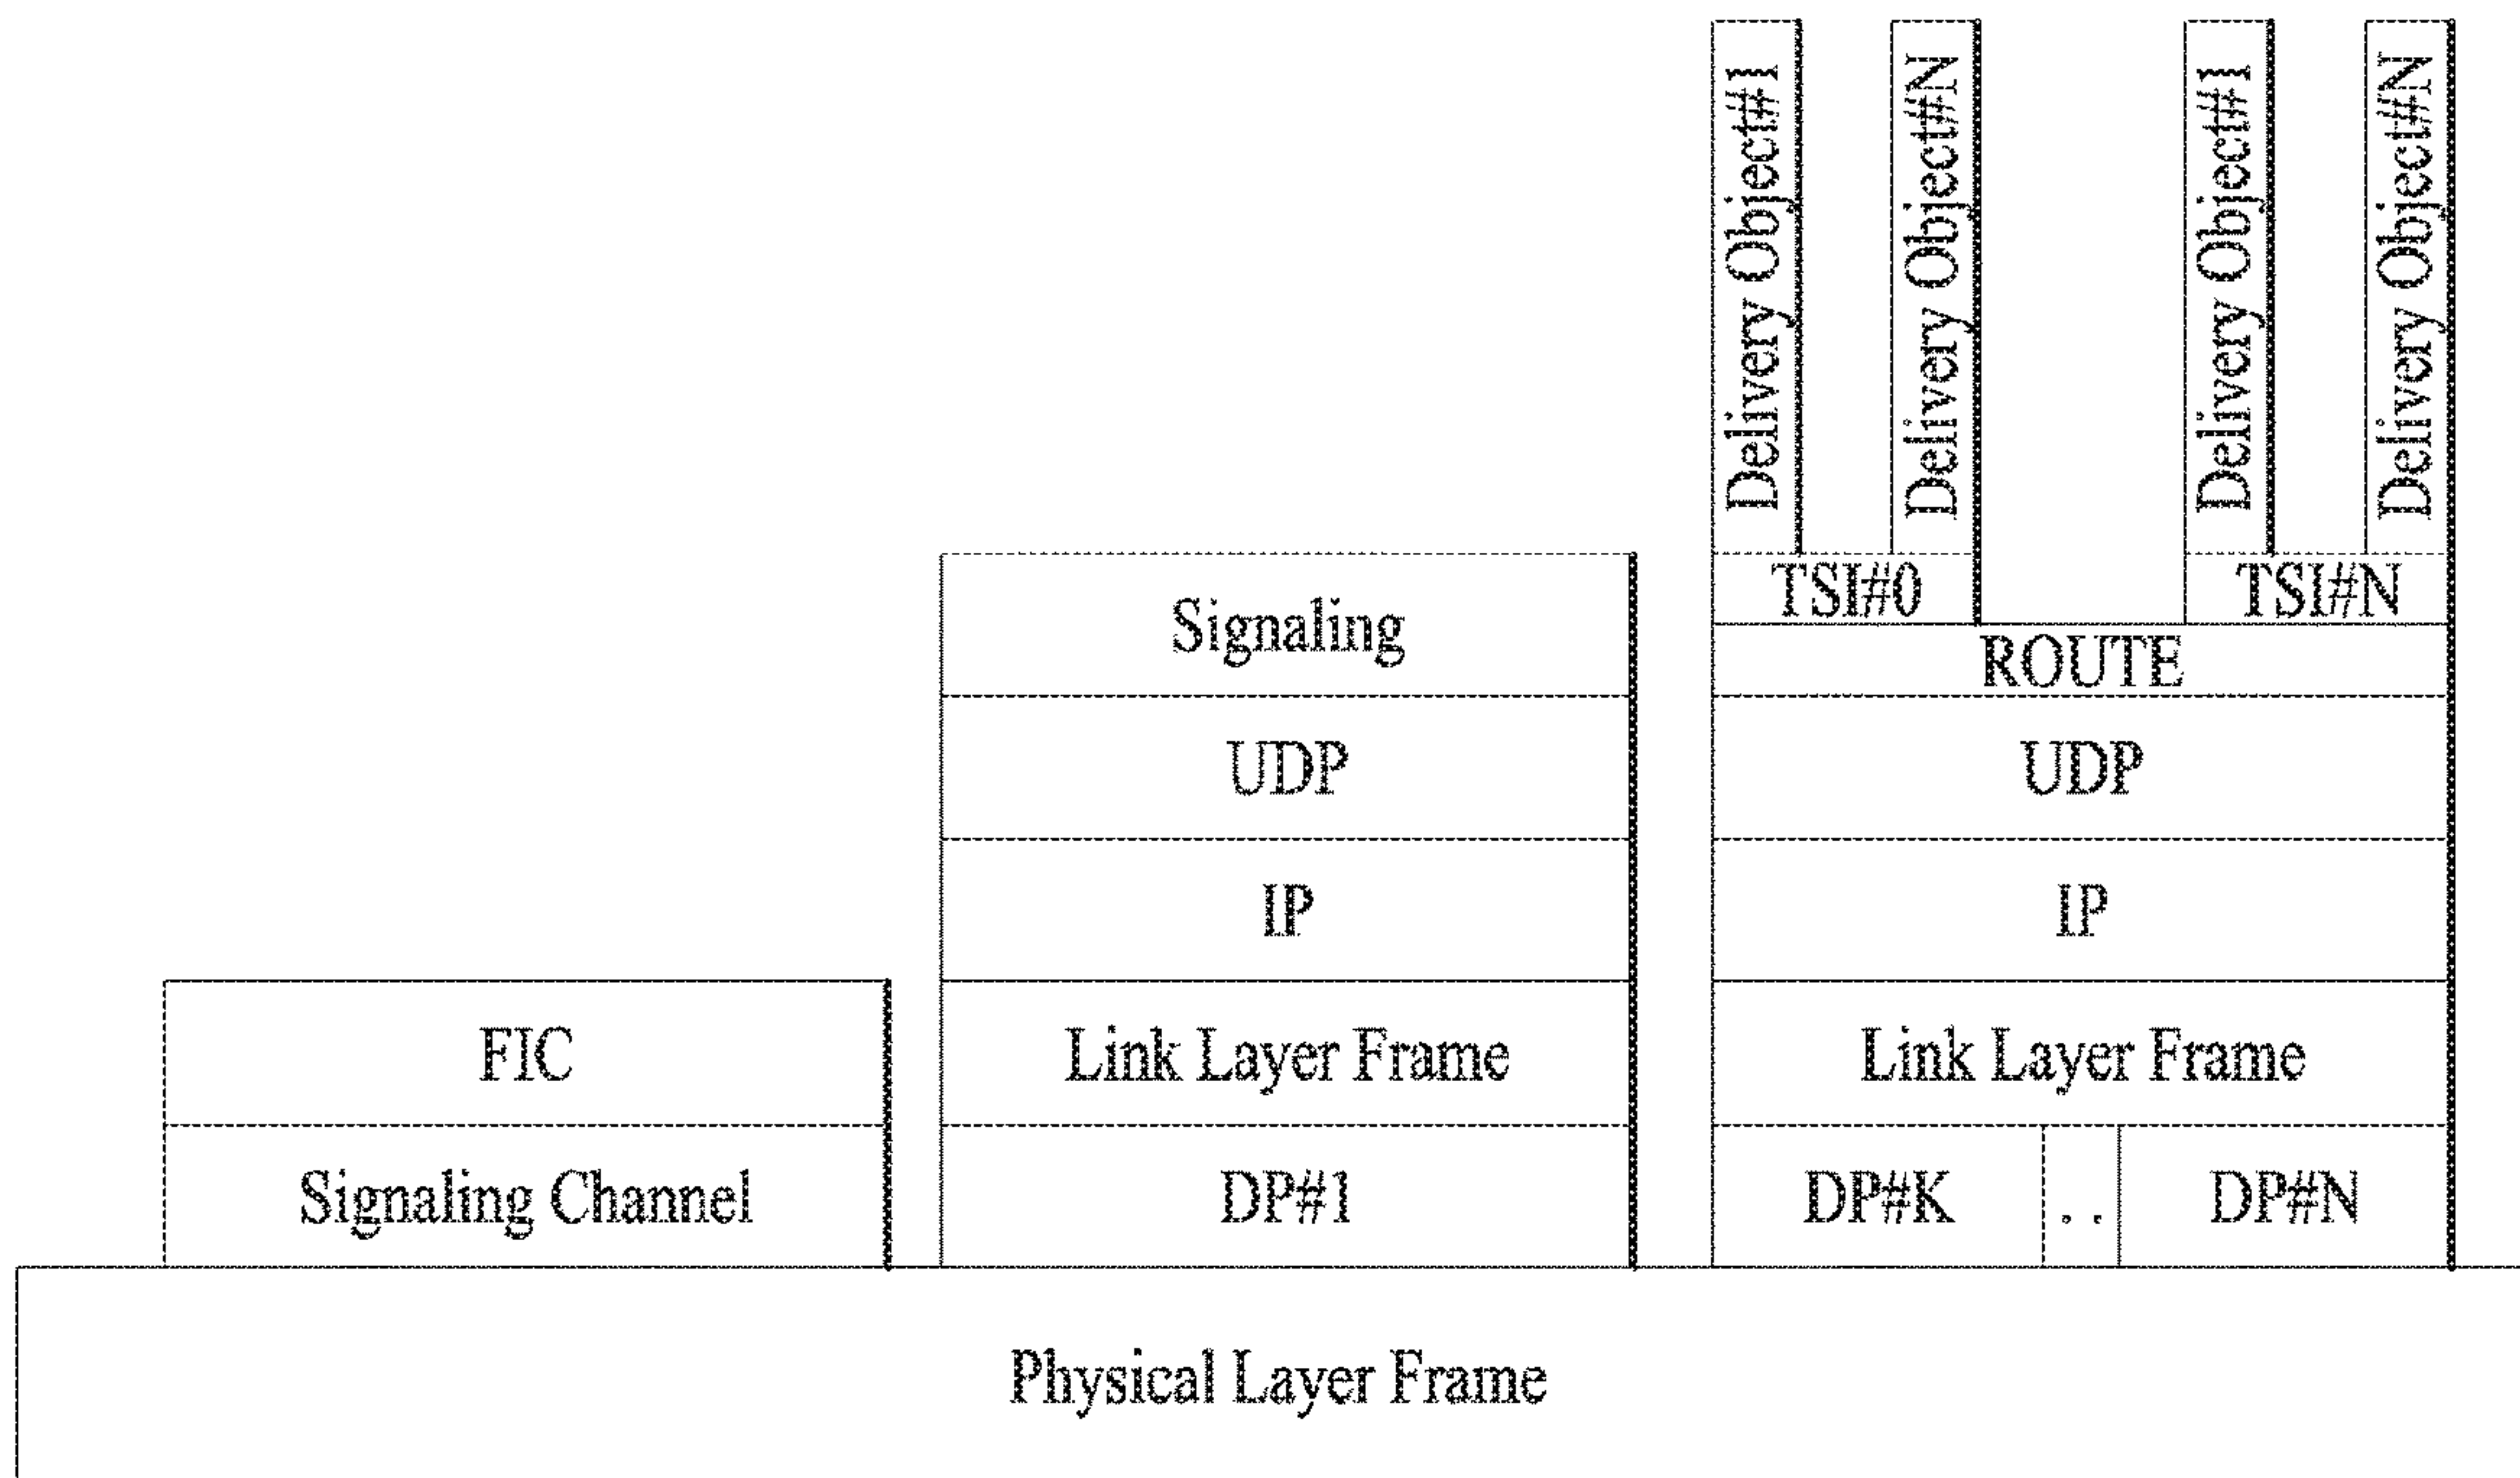 Delivery Object#1
Delivery Object#N
Delivery Object#1
Delivery Object#N
TSI#0
TSI#N
Signaling
ROUTE
UDP
UDP
IP
IP
FIC
Link Layer Frame
Link Layer Frame
Signaling Channel
DP#1
DP#K
. .
DP#N
Physical Layer Frame